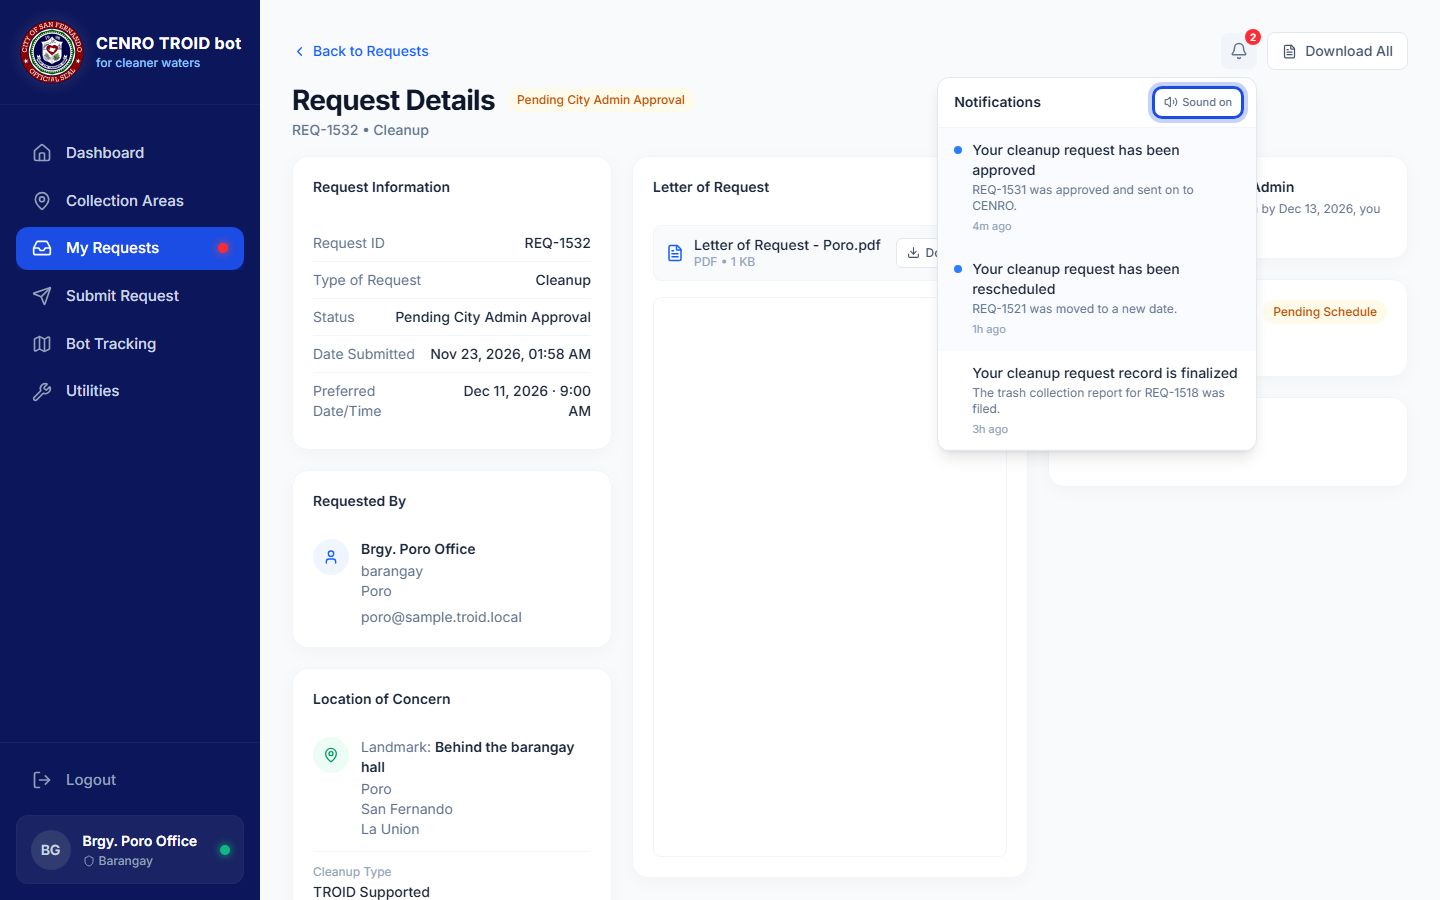 CITY OF SAN FERNANDO
OFFICIAL SEAL
CENRO TROID bot
for cleaner waters
Dashboard
Collection Areas
My Requests
Submit Request
Bot Tracking
Utilities
Logout
BG
Brgy. Poro Office
Barangay
Back to Requests
2
Download All
Request Details
Pending City Admin Approval
REQ-1532 • Cleanup
Request Information
Request ID REQ-1532
Type of Request Cleanup
Status Pending City Admin Approval
Date Submitted Nov 23, 2026, 01:58 AM
Preferred Dec 11, 2026 · 9:00
Date/Time AM
Requested By
Brgy. Poro Office
barangay
Poro
poro@sample.troid.local
Location of Concern
Landmark: Behind the barangay
hall
Poro
San Fernando
La Union
Cleanup Type
TROID Supported
Letter of Request
Letter of Request - Poro.pdf
PDF • 1 KB
Do
Notifications
Sound on
Your cleanup request has been
approved
REQ-1531 was approved and sent on to
CENRO.
4m ago
Your cleanup request has been
rescheduled
REQ-1521 was moved to a new date.
1h ago
Your cleanup request record is finalized
The trash collection report for REQ-1518 was
filed.
3h ago
Admin
by Dec 13, 2026, you
Pending Schedule